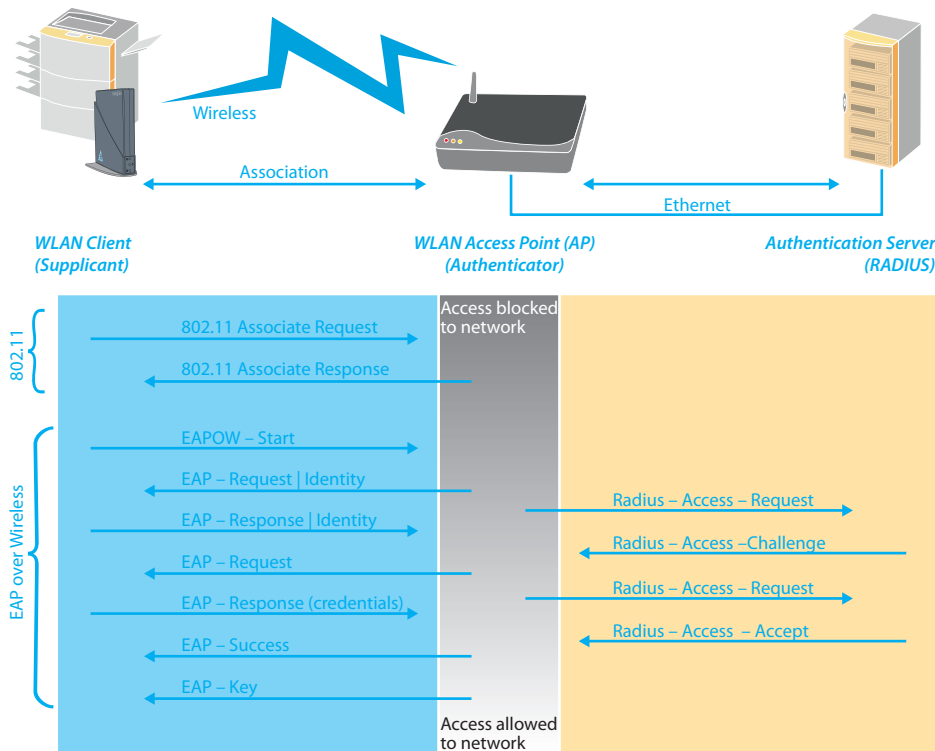 Wireless
Association
Ethernet
WLAN Client
(Supplicant)
WLAN Access Point (AP)
(Authenticator)
Authentication Server
(RADIUS)
802.11
Access blocked
to network
802.11 Associate Request
802.11 Associate Response
EAP over Wireless
EAPOW – Start
EAP – Request | Identity
Radius – Access – Request
EAP – Response | Identity
Radius – Access –Challenge
EAP – Request
Radius – Access – Request
EAP – Response (credentials)
Radius – Access – Accept
EAP – Success
EAP – Key
Access allowed
to network